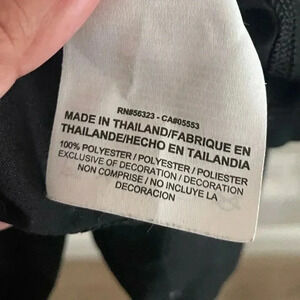 RN#56323 - CA#05553
MADE IN THAILAND/FABRIQUE EN
THAILANDE/HECHO EN TAILANDIA
100% POLYESTER / POLYESTER / POLIESTER
EXCLUSIVE OF DECORATION / DECORATION
NON COMPRISE / NO INCLUYE LA
DECORACION